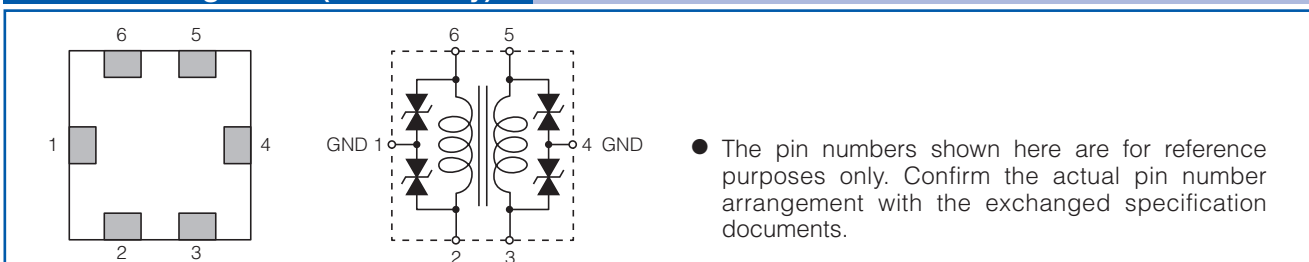 6 5
1 4
2 3
6 5
GND 1 4 GND
2 3
● The pin numbers shown here are for reference
purposes only. Confirm the actual pin number
arrangement with the exchanged specification
documents.